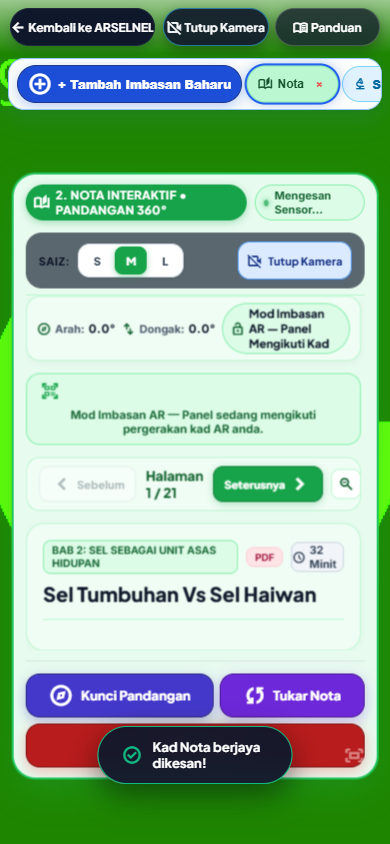 ← Kembali ke ARSELNEL
Tutup Kamera
Panduan
+ Tambah Imbasan Baharu
Nota ×
S
2. NOTA INTERAKTIF •
PANDANGAN 360°
Mengesan
Sensor...
SAIZ:
S
M
L
Tutup Kamera
Arah: 0.0°
Dongak: 0.0°
Mod Imbasan
AR — Panel
Mengikuti Kad
Mod Imbasan AR — Panel sedang mengikuti
pergerakan kad AR anda.
Sebelum
Halaman
1 / 21
Seterusnya
BAB 2: SEL SEBAGAI UNIT ASAS
HIDUPAN
PDF
32
Minit
Sel Tumbuhan Vs Sel Haiwan
Kunci Pandangan
Tukar Nota
Kad Nota berjaya
dikesan!